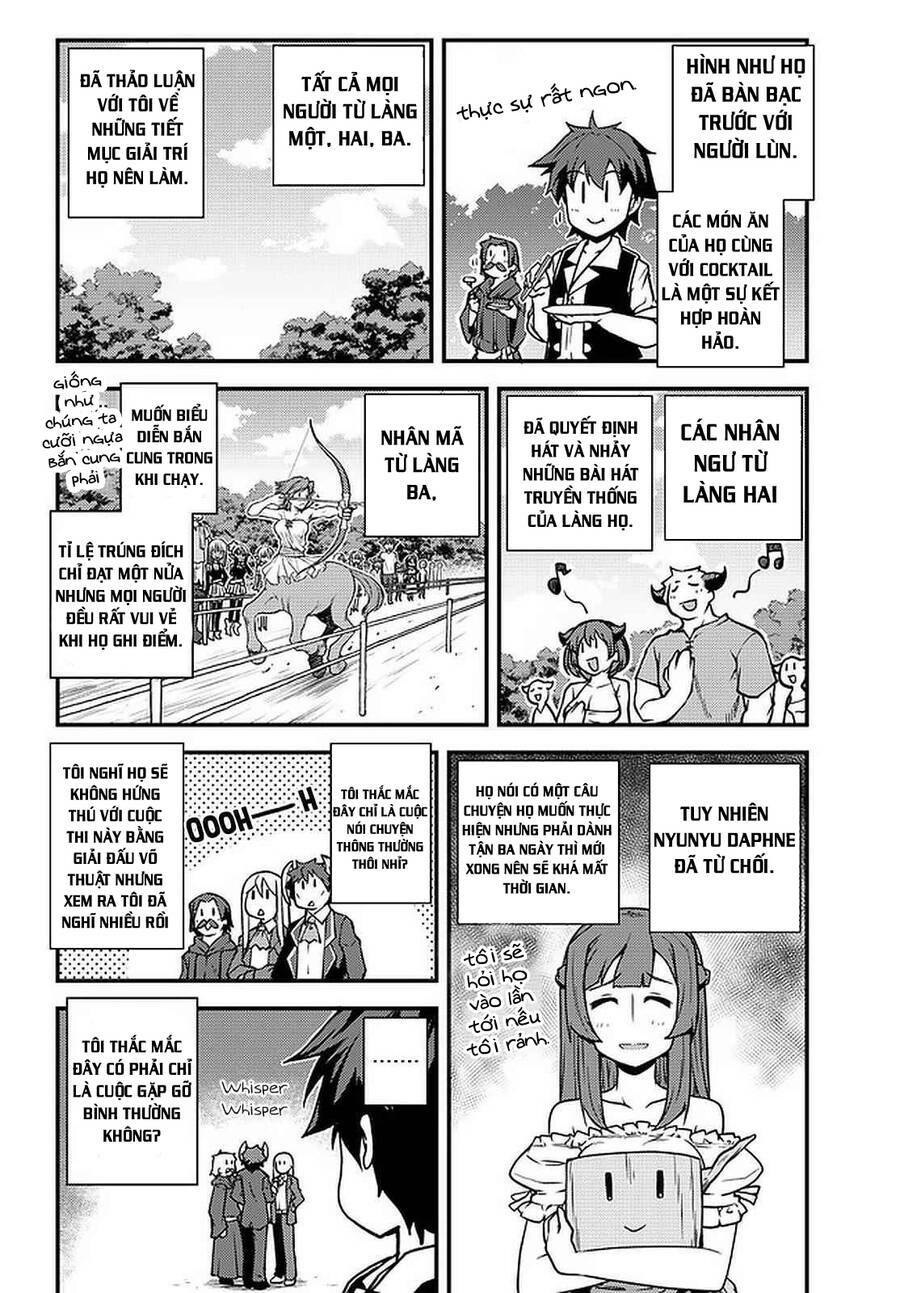 HÌNH NHƯ HỌ
ĐÃ BÀN BẠC
TRƯỚC VỚI
NGƯỜI LÙN.
thực sự rất ngon
CÁC MÓN ĂN
CỦA HỌ CÙNG
VỚI COCKTAIL
LÀ MỘT SỰ KẾT
HỢP HOÀN
HẢO.
TẤT CẢ MỌI
NGƯỜI TỪ LÀNG
MỘT, HAI, BA.
ĐÃ THẢO LUẬN
VỚI TÔI VỀ
NHỮNG TIẾT
MỤC GIẢI TRÍ
HỌ NÊN LÀM.
CÁC NHÂN
NGƯ TỪ
LÀNG HAI
ĐÃ QUYẾT ĐỊNH
HÁT VÀ NHẢY
NHỮNG BÀI HÁT
TRUYỀN THỐNG
CỦA LÀNG HỌ.
NHÂN MÃ
TỪ LÀNG
BA,
MUỐN BIỂU
DIỄN BẮN
CUNG TRONG
KHI CHẠY.
giống
như ...
chúng ta
cưỡi ngựa
bắn cung
phải
TỈ LỆ TRÚNG ĐÍCH
CHỈ ĐẠT MỘT NỬA
NHƯNG MỌI NGƯỜI
ĐỀU RẤT VUI VẺ
KHI HỌ GHI ĐIỂM.
TUY NHIÊN
NYUNYU DAPHNE
ĐÃ TỪ CHỐI.
HỌ NÓI CÓ MỘT CÂU
CHUYỆN HỌ MUỐN THỰC
HIỆN NHƯNG PHẢI DÀNH
TẬN BA NGÀY THÌ MỚI
XONG NÊN SẼ KHÁ MẤT
THỜI GIAN.
tôi sẽ
hỏi họ
vào lần
tới nếu
tôi rảnh.
TÔI THẮC MẮC
ĐÂY CHỈ LÀ CUỘC
NÓI CHUYỆN
THÔNG THƯỜNG
THÔI NHỈ?
OOOH—H
TÔI NGHĨ HỌ SẼ
KHÔNG HỨNG
THÚ VỚI CUỘC
THI NÀY BẰNG
GIẢI ĐẤU VÕ
THUẬT NHƯNG
XEM RA TÔI ĐÃ
NGHĨ NHIỀU RỒI
........
Whisper
Whisper
TÔI THẮC MẮC
ĐÂY CÓ PHẢI CHỈ
LÀ CUỘC GẶP GỠ
BÌNH THƯỜNG
KHÔNG?